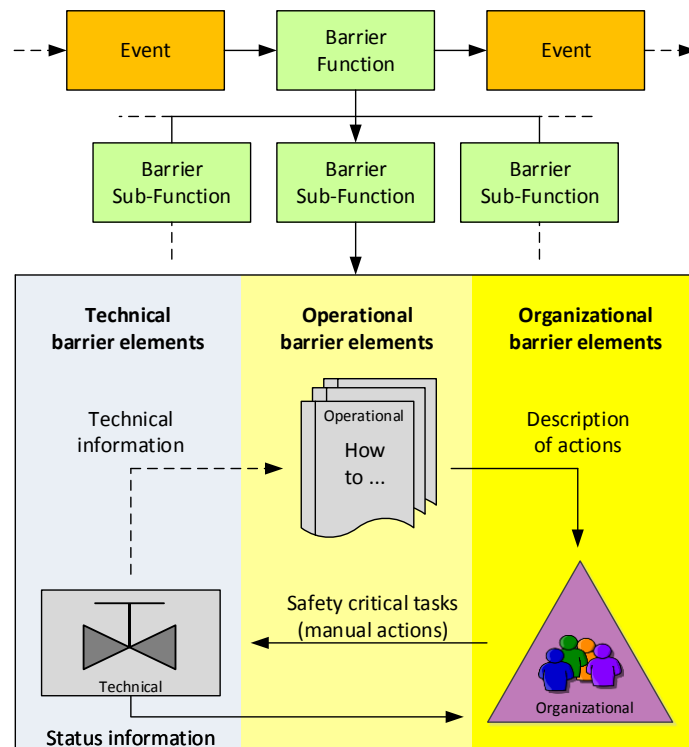 Event
Barrier
Function
Event
Barrier
Sub-Function
Barrier
Sub-Function
Barrier
Sub-Function
Technical
barrier elements
Operational
barrier elements
Organizational
barrier elements
Technical
information
Operational
How
to ...
Description
of actions
Safety critical tasks
(manual actions)
Technical
Organizational
Status information